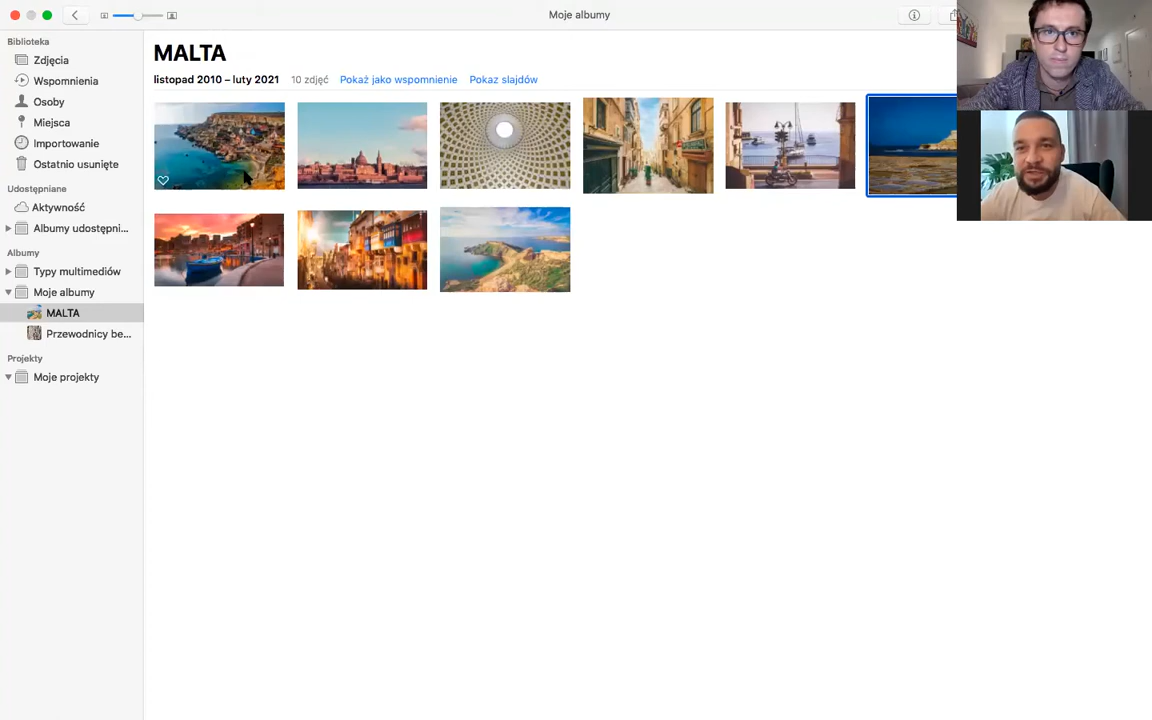 Moje albumy
Biblioteka
Zdjęcia
Wspomnienia
Osoby
Miejsca
Importowanie
Ostatnio usunięte
Udostępniane
Aktywność
Albumy udostępni...
Albumy
Typy multimediów
Moje albumy
MALTA
Przewodnicy be...
Projekty
Moje projekty
MALTA
listopad 2010 – luty 2021 10 zdjęć Pokaż jako wspomnienie Pokaz slajdów